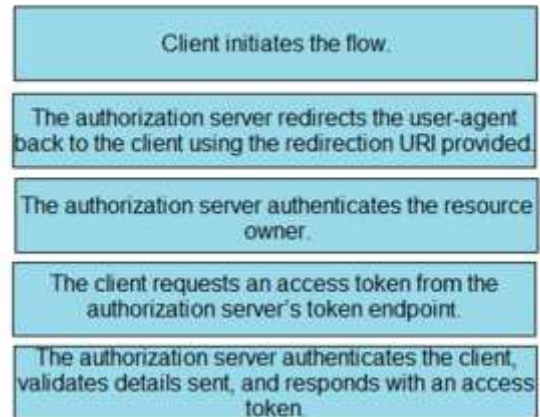 Client initiates the flow.
The authorization server redirects the user-agent
back to the client using the redirection URI provided.
The authorization server authenticates the resource
owner.
The client requests an access token from the
authorization server's token endpoint.
The authorization server authenticates the client,
validates details sent, and responds with an access
token.